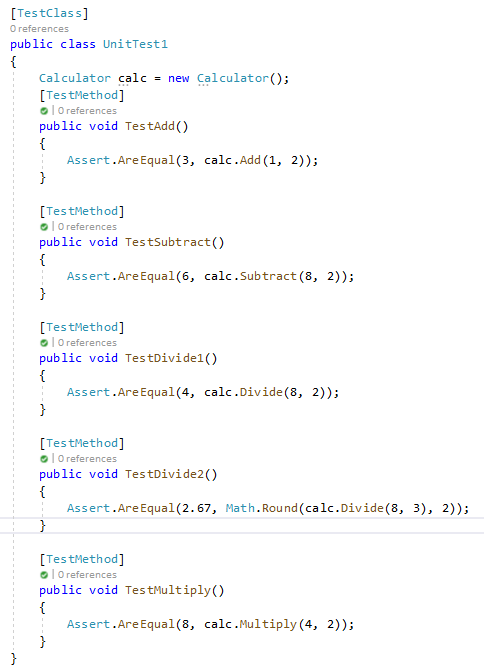 [TestClass]
0 references
public class UnitTest1
{
Calculator calc = new Calculator();
[TestMethod]
| 0 references
public void TestAdd()
{
Assert.AreEqual(3, calc.Add(1, 2));
}
[TestMethod]
| 0 references
public void TestSubtract()
{
Assert.AreEqual(6, calc.Subtract(8, 2));
}
[TestMethod]
| 0 references
public void TestDivide1()
{
Assert.AreEqual(4, calc.Divide(8, 2));
}
[TestMethod]
| 0 references
public void TestDivide2()
{
Assert.AreEqual(2.67, Math.Round(calc.Divide(8, 3), 2));
}
[TestMethod]
| 0 references
public void TestMultiply()
{
Assert.AreEqual(8, calc.Multiply(4, 2));
}
}